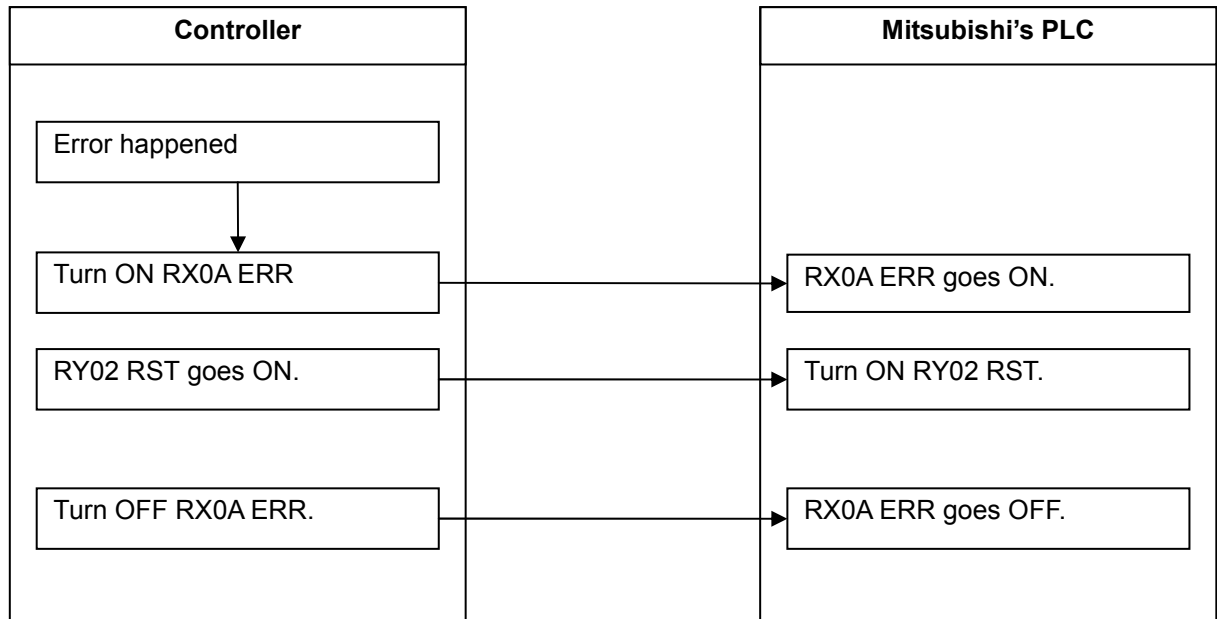 Controller
Mitsubishi’s PLC
Error happened
Turn ON RX0A ERR
RX0A ERR goes ON.
RY02 RST goes ON.
Turn ON RY02 RST.
Turn OFF RX0A ERR.
RX0A ERR goes OFF.